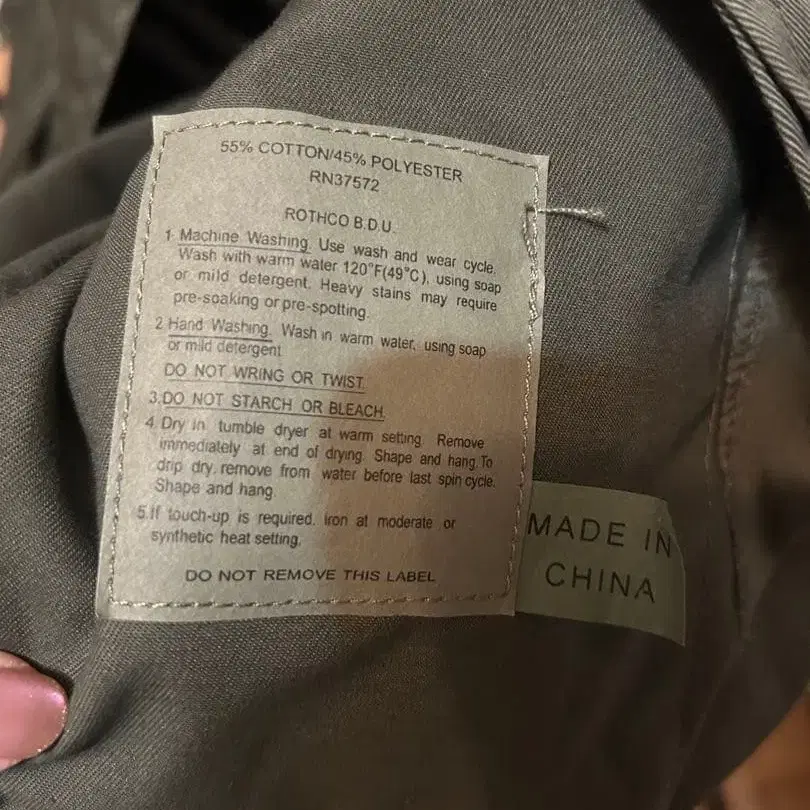 55% COTTON/45% POLYESTER
RN37572
ROTHCO B.D.U.
1. Machine Washing. Use wash and wear cycle.
Wash with warm water 120°F(49°C), using soap
or mild detergent. Heavy stains may require
pre-soaking or pre-spotting.
2 Hand Washing. Wash in warm water, using soap
or mild detergent
DO NOT WRING OR TWIST.
3.DO NOT STARCH OR BLEACH.
4. Dry in tumble dryer at warm setting. Remove
immediately at end of drying. Shape and hang. To
drip dry, remove from water before last spin cycle.
Shape and hang.
5.If touch-up is required. Iron at moderate or
synthetic heat setting.
DO NOT REMOVE THIS LABEL
MADE IN
CHINA